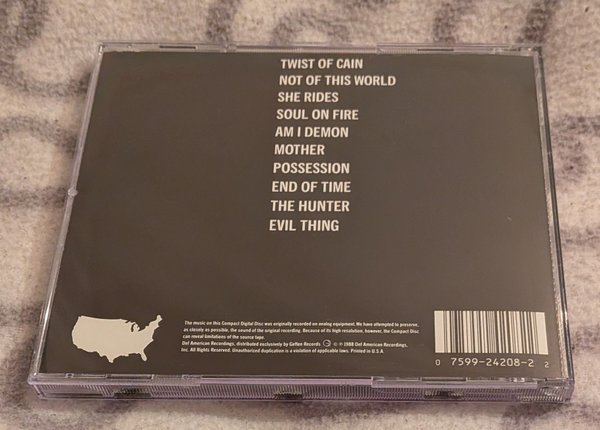 TWIST OF CAIN
NOT OF THIS WORLD
SHE RIDES
SOUL ON FIRE
AM I DEMON
MOTHER
POSSESSION
END OF TIME
THE HUNTER
EVIL THING
The music on this Compact Digital Disc was originally recorded on analog equipment. We have attempted to preserve,
as closely as possible, the sound of the original recording. Because of its high resolution, however, the Compact Disc
can reveal limitations of the source tape.
Def American Recordings, distributed exclusively by Geffen Records © ℗ 1988 Def American Recordings,
Inc. All Rights Reserved. Unauthorized duplication is a violation of applicable laws. Printed in U.S.A
0 7599-24208-2 2